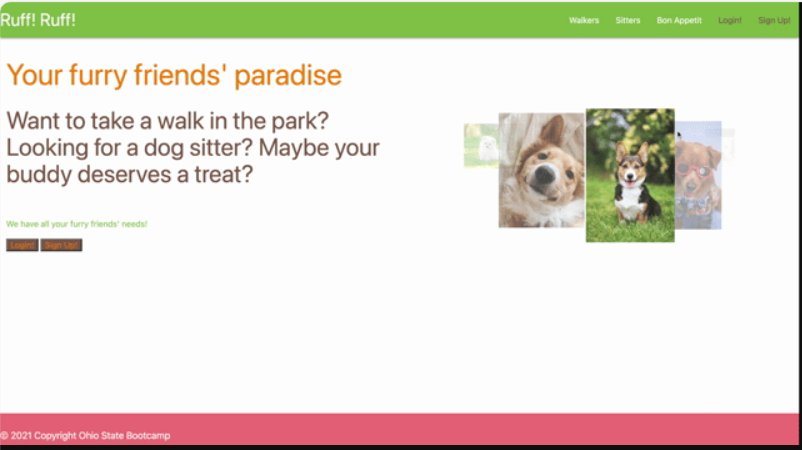 Ruff! Ruff!
Walkers Sitters Bon Appetit Login! Sign Up!
Your furry friends' paradise
Want to take a walk in the park?
Looking for a dog sitter? Maybe your
buddy deserves a treat?
We have all your furry friends' needs!
Login! Sign Up!
© 2021 Copyright Ohio State Bootcamp